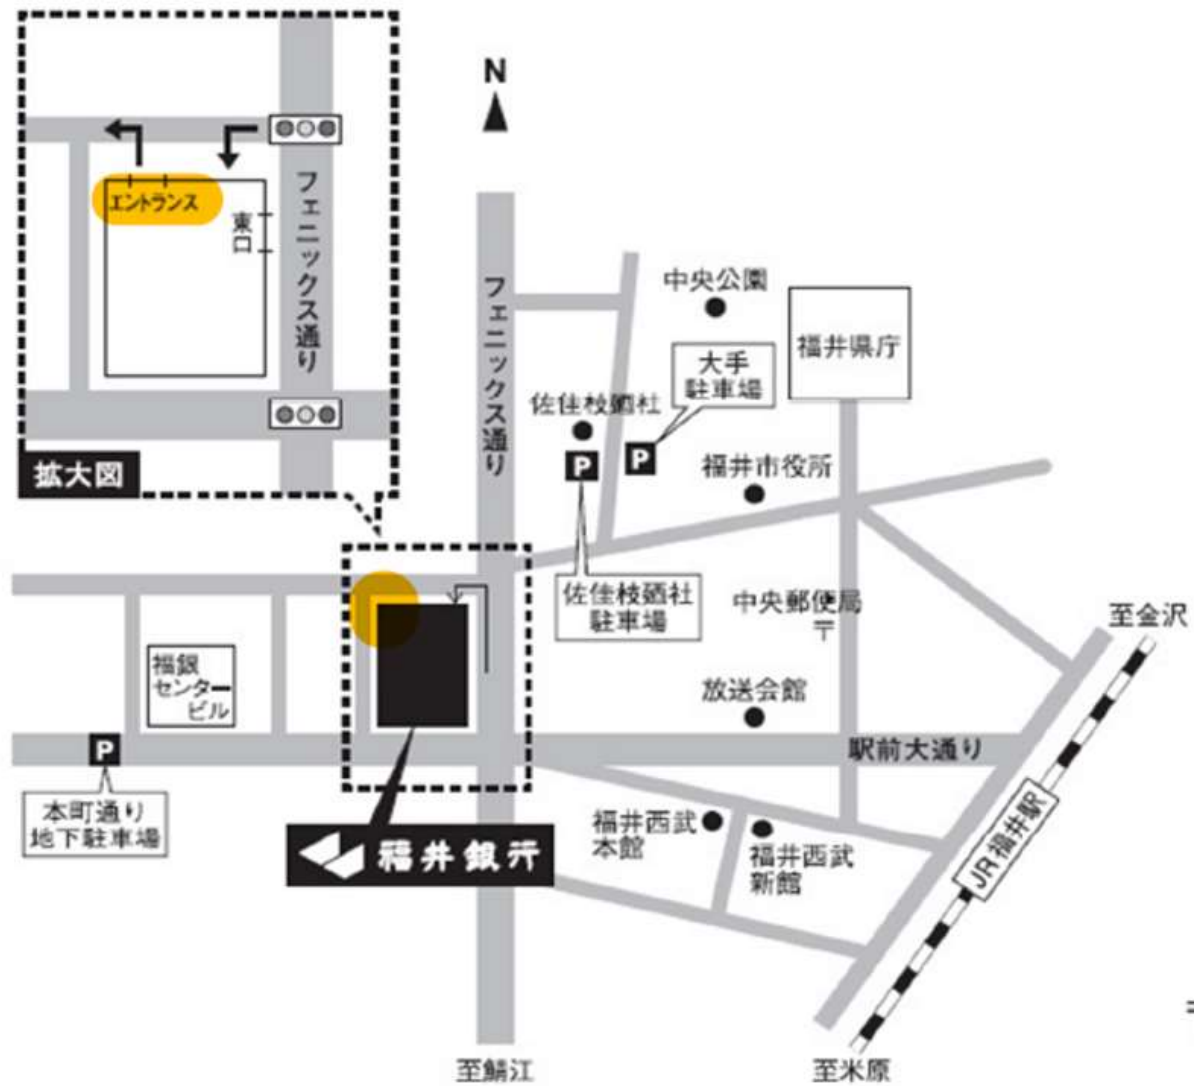 N
エントランス
東口
フェニックス通り
拡大図
フェニックス通り
中央公園
福井県庁
大手
駐車場
佐佳枝廼社
P
P
福井市役所
佐佳枝廼社
駐車場
中央郵便局
〒
至金沢
福銀
センター
ビル
放送会館
駅前大通り
P
本町通り
地下駐車場
福井銀行
福井西武
本館
福井西武
新館
JR福井駅
至鯖江
至米原